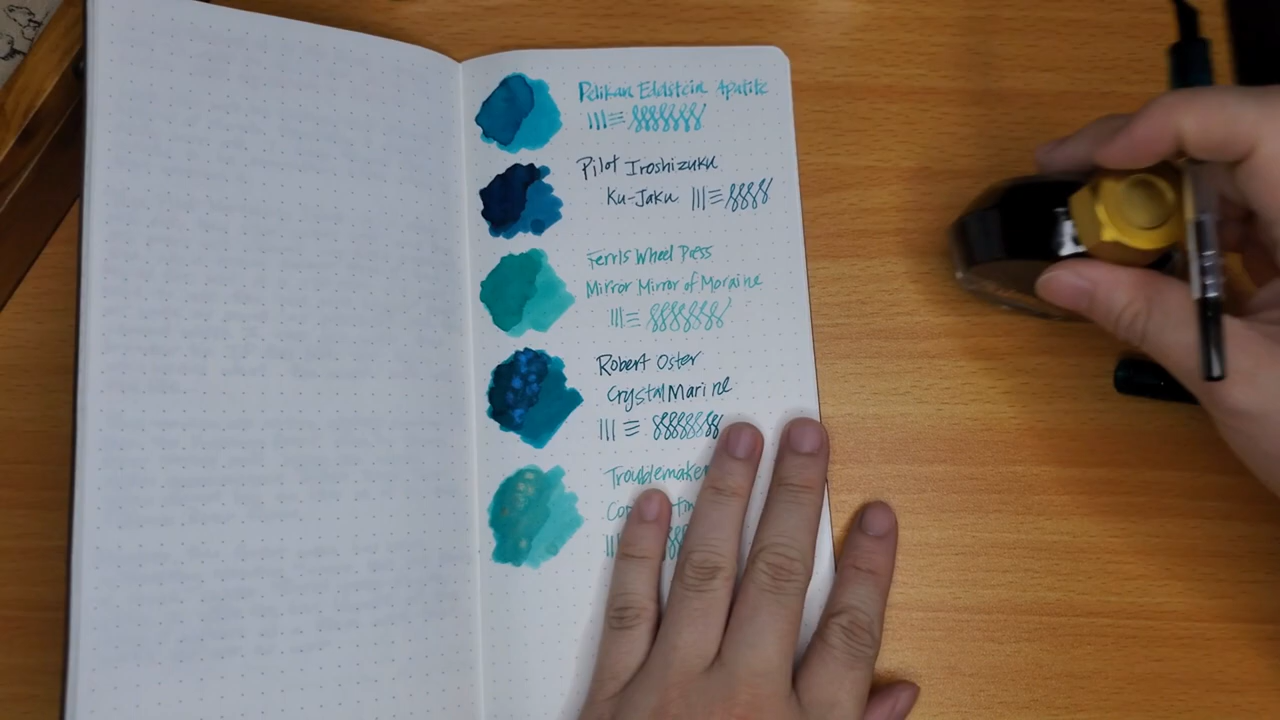 Pelikan Edelstein Apatite
Pilot Iroshizuku
Ku-Jaku
Ferris Wheel Press
Mirror Mirror of Moraine
Robert Oster
Crystal Marine
Troublemaker